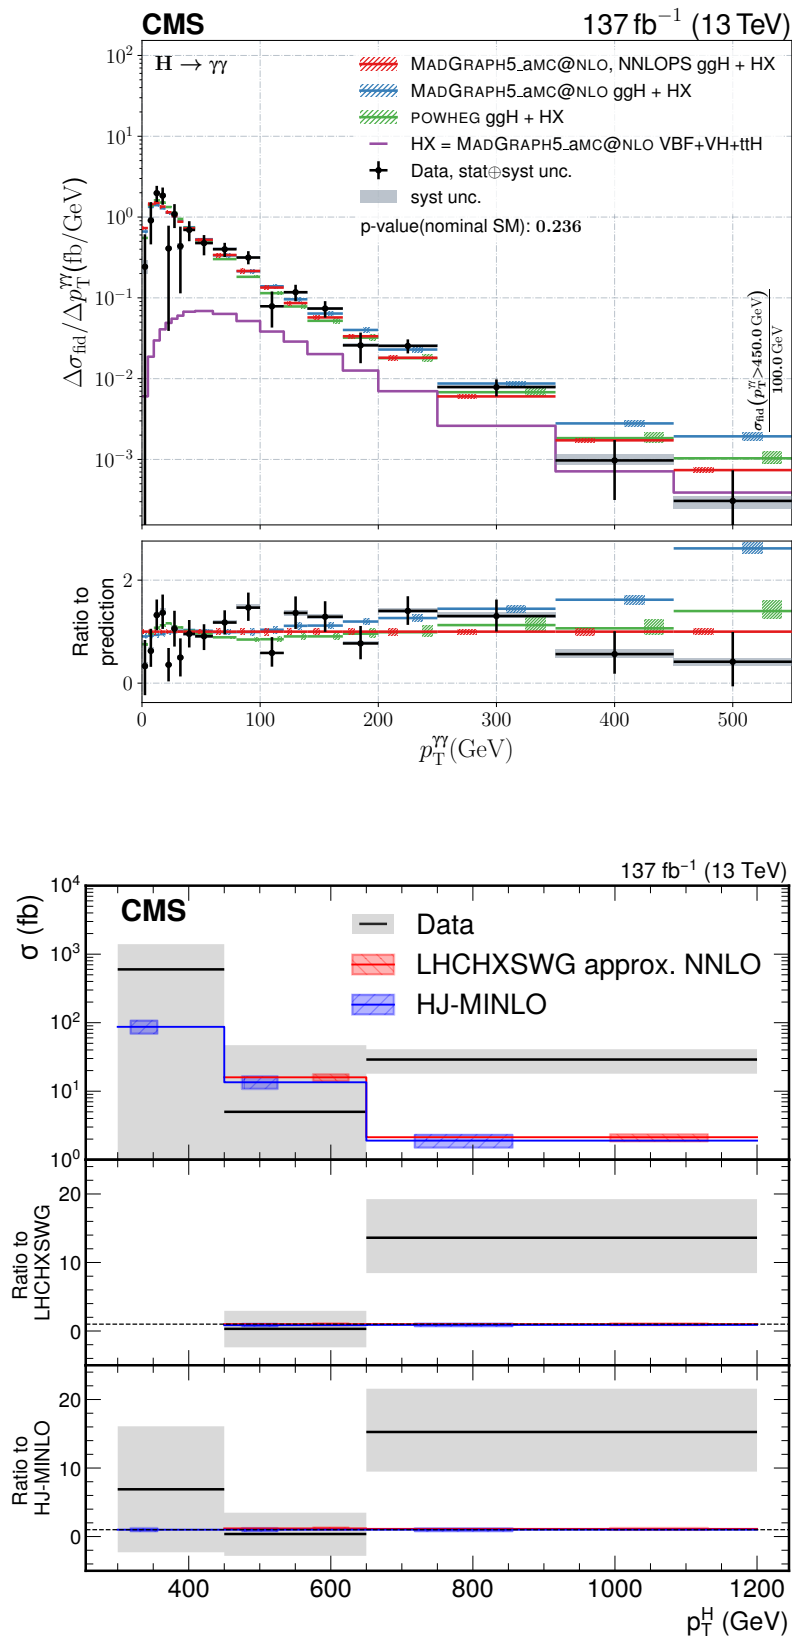 CMS 137 fb⁻¹ (13 TeV)
H → γγ
MADGRAPH5_aMC@NLO, NNLOPS ggH + HX
MADGRAPH5_aMC@NLO ggH + HX
POWHEG ggH + HX
HX = MADGRAPH5_aMC@NLO VBF+VH+ttH
Data, stat⊕syst unc.
syst unc.
p-value(nominal SM): 0.236
Δσ_fid/Δp_T^γγ(fb/GeV)
10²
10¹
10⁰
10⁻¹
10⁻²
10⁻³
σ_fid(p_T^γγ>450.0 GeV)
100.0 GeV
Ratio to
prediction
2
0
0 100 200 300 400 500
p_T^γγ(GeV)
137 fb⁻¹ (13 TeV)
CMS
σ (fb)
Data
LHCHXSWG approx. NNLO
HJ-MINLO
10⁴
10³
10²
10¹
10⁰
Ratio to
LHCHXSWG
20
10
0
Ratio to
HJ-MINLO
20
10
0
400 600 800 1000 1200
p_T^H (GeV)